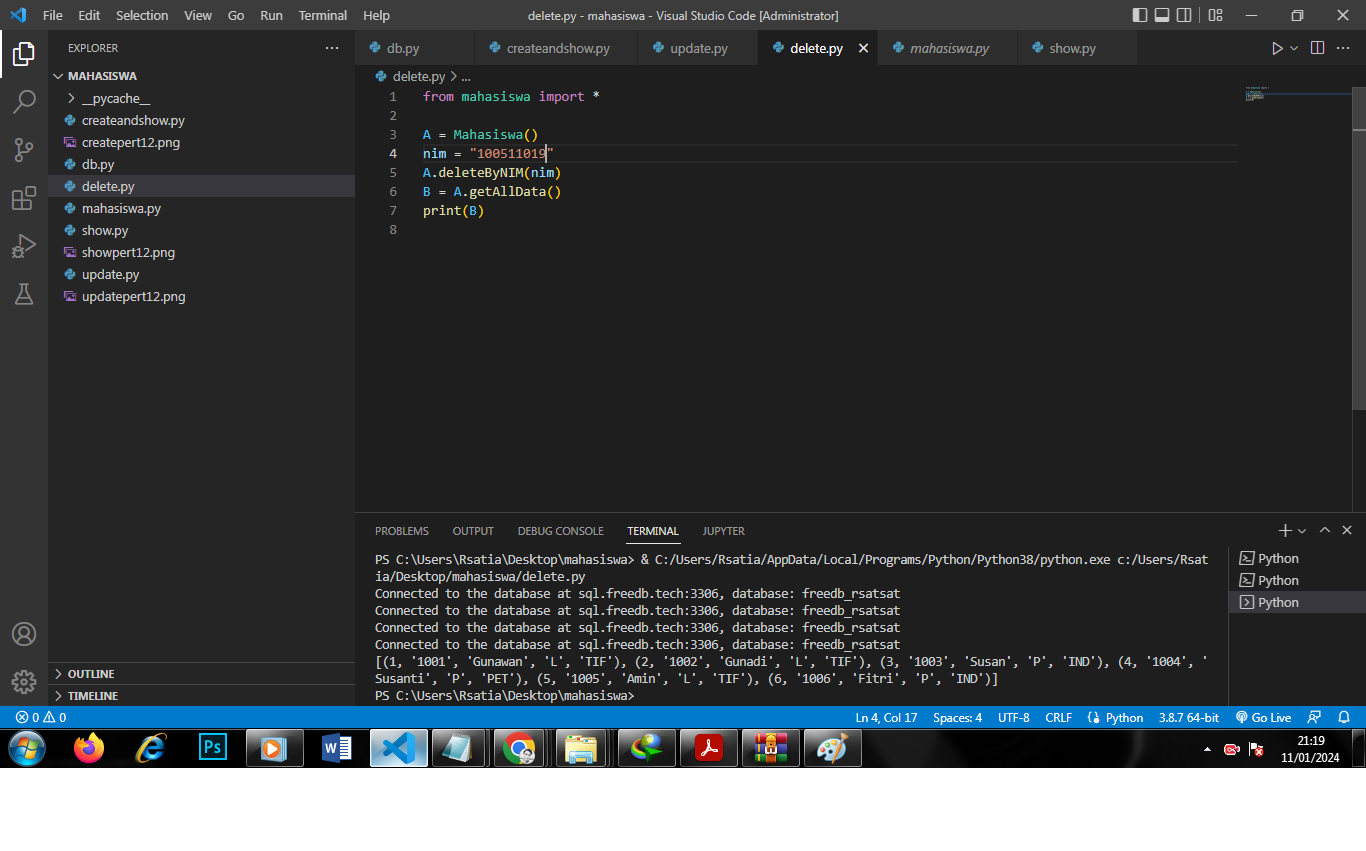 File Edit Selection View Go Run Terminal Help
delete.py - mahasiswa - Visual Studio Code [Administrator]
EXPLORER
MAHASISWA
__pycache__
createandshow.py
createpert12.png
db.py
delete.py
mahasiswa.py
show.py
showpert12.png
update.py
updatepert12.png
OUTLINE
TIMELINE
db.py createandshow.py update.py delete.py mahasiswa.py show.py
delete.py > ...
1 from mahasiswa import *
2
3 A = Mahasiswa()
4 nim = "100511019"
5 A.deleteByNIM(nim)
6 B = A.getAllData()
7 print(B)
8
PROBLEMS OUTPUT DEBUG CONSOLE TERMINAL JUPYTER
PS C:\Users\Rsatia\Desktop\mahasiswa> & C:/Users/Rsatia/AppData/Local/Programs/Python/Python38/python.exe c:/Users/Rsat
ia/Desktop/mahasiswa/delete.py
Connected to the database at sql.freedb.tech:3306, database: freedb_rsatsat
Connected to the database at sql.freedb.tech:3306, database: freedb_rsatsat
Connected to the database at sql.freedb.tech:3306, database: freedb_rsatsat
Connected to the database at sql.freedb.tech:3306, database: freedb_rsatsat
[(1, '1001', 'Gunawan', 'L', 'TIF'), (2, '1002', 'Gunadi', 'L', 'TIF'), (3, '1003', 'Susan', 'P', 'IND'), (4, '1004', '
Susanti', 'P', 'PET'), (5, '1005', 'Amin', 'L', 'TIF'), (6, '1006', 'Fitri', 'P', 'IND')]
PS C:\Users\Rsatia\Desktop\mahasiswa>
Python
Python
Python
0 0 Ln 4, Col 17 Spaces: 4 UTF-8 CRLF Python 3.8.7 64-bit Go Live
Ps
W
21:19
11/01/2024